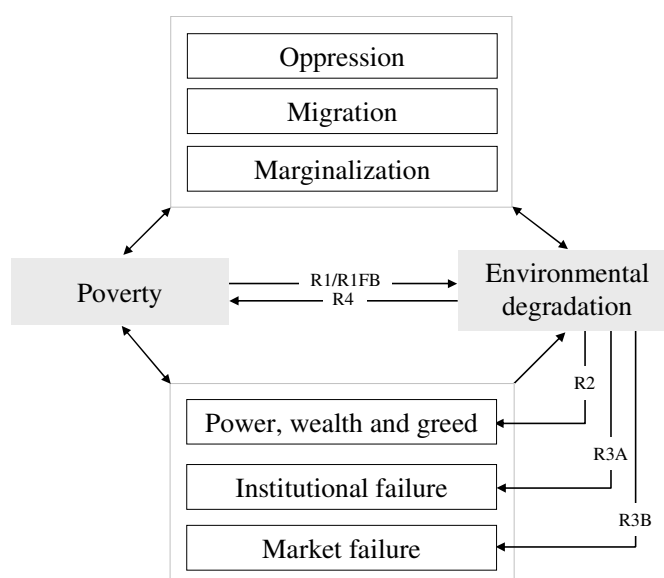 Oppression
Migration
Marginalization
Poverty
R1/R1FB
R4
Environmental
degradation
R2
Power, wealth and greed
R3A
Institutional failure
R3B
Market failure